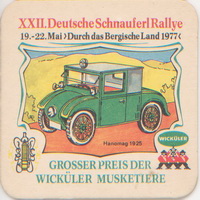 XXII. Deutsche Schnauferl Rallye
19.-22. Mai › Durch das Bergische Land 1977 ‹
Hanomag 1925
WICKÜLER
GROSSER PREIS DER
WICKÜLER MUSKETIERE